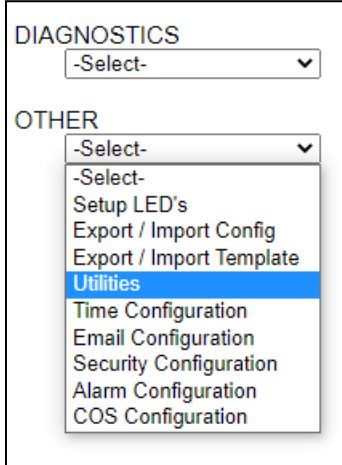 DIAGNOSTICS
-Select-
OTHER
-Select-
-Select-
Setup LED's
Export / Import Config
Export / Import Template
Utilities
Time Configuration
Email Configuration
Security Configuration
Alarm Configuration
COS Configuration